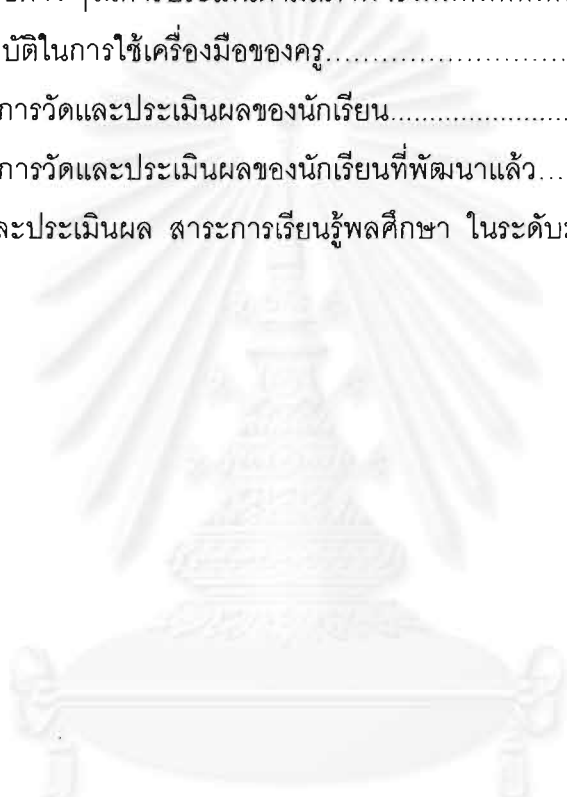 บัติในการใช้เครื่องมือของครู
การวัดและประเมินผลของนักเรียน
การวัดและประเมินผลของนักเรียนที่พัฒนาแล้ว
ละประเมินผล สาระการเรียนรู้พลศึกษา ในระดับ